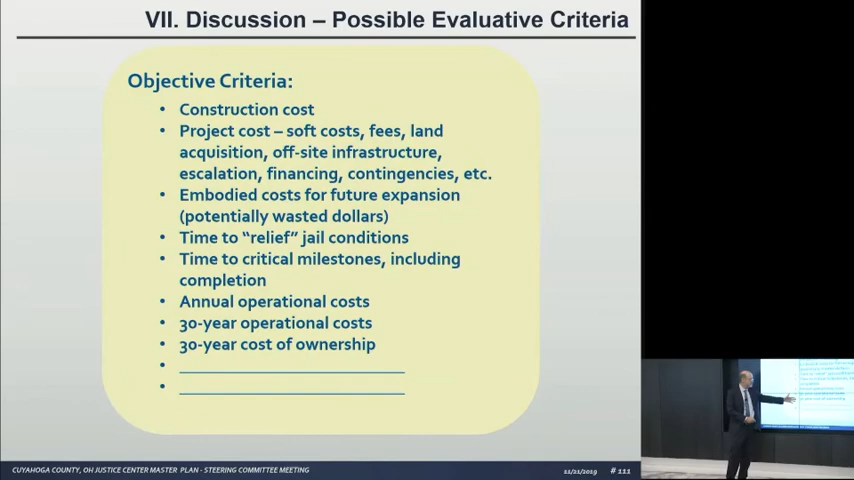 VII. Discussion – Possible Evaluative Criteria
Objective Criteria:
• Construction cost
• Project cost – soft costs, fees, land
acquisition, off-site infrastructure,
escalation, financing, contingencies, etc.
• Embodied costs for future expansion
(potentially wasted dollars)
• Time to “relief” jail conditions
• Time to critical milestones, including
completion
• Annual operational costs
• 30-year operational costs
• 30-year cost of ownership
CUYAHOGA COUNTY, OH JUSTICE CENTER MASTER PLAN - STEERING COMMITTEE MEETING
11/21/2019 # 111